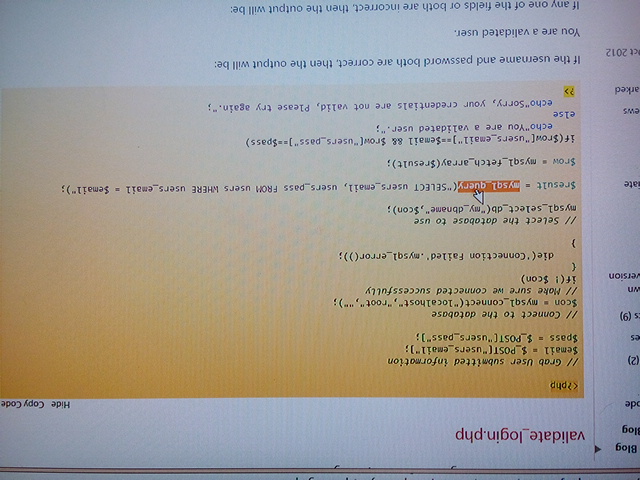 Blog
Blog
validate_login.php
ode
Hide Copy Code
<?php
(2)
// Grab User submitted information
$email = $_POST["users_email"];
$pass = $_POST["users_pass"];
es
s (9)
// Connect to the database
$con = mysql_connect("localhost","root","");
// Make sure we connected successfully
wn
version
if(! $con)
{
die('Connection Failed'.mysql_error());
}
// Select the database to use
mysql_select_db("my_dbname",$con);
iate
$result = mysql_query("SELECT users_email, users_pass FROM users WHERE users_email = $email");
$row = mysql_fetch_array($result);
if($row["users_email"]==$email && $row["users_pass"]==$pass)
echo"You are a validated user.";
ews
else
echo"Sorry, your credentials are not valid, Please try again.";
arked
?>
If the username and password both are correct, then the output will be:
Oct 2012
You are a validated user.
If any one of the fields or both are incorrect, then the output will be: